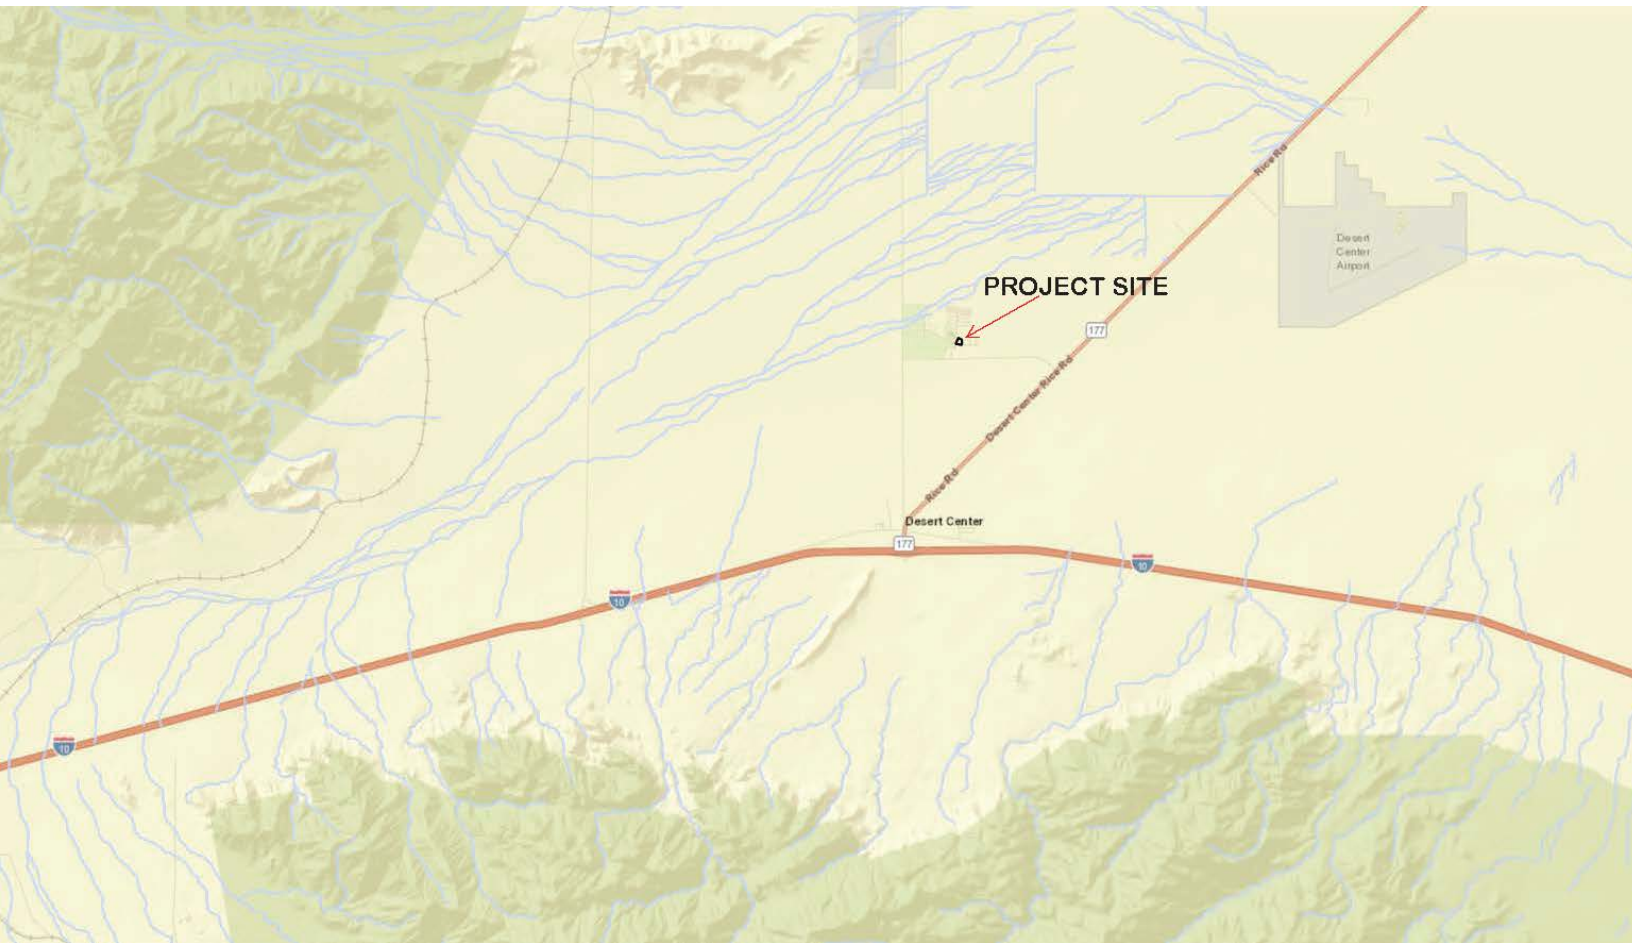 Rice Rd
Desert
Center
Airport
PROJECT SITE
177
Desert Center Rice Rd
Rice Rd
Desert Center
177
10
10
10